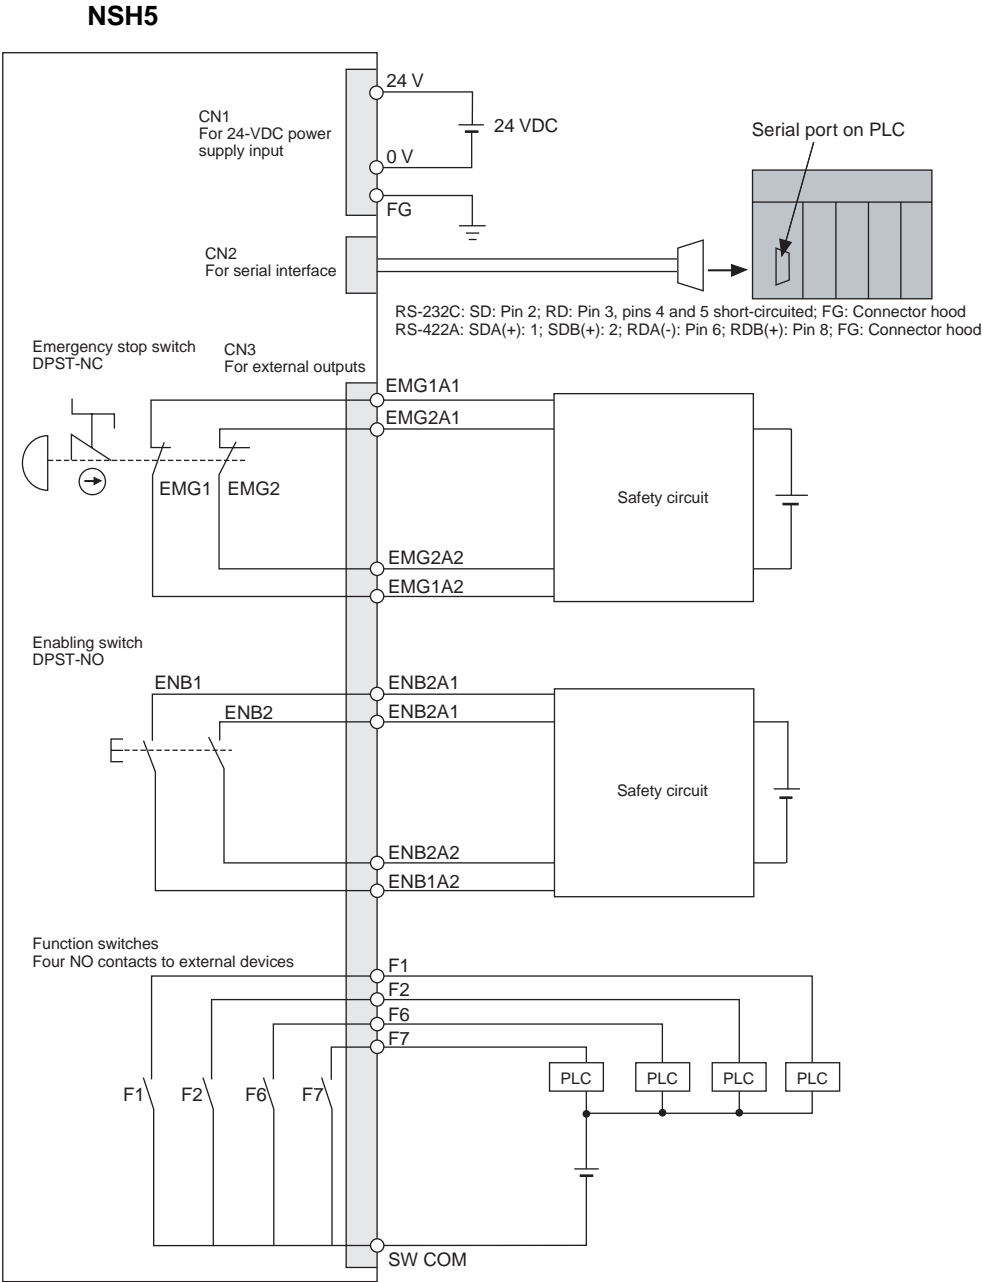 NSH5
24 V
CN1
For 24-VDC power
supply input
24 VDC
0 V
FG
Serial port on PLC
CN2
For serial interface
RS-232C: SD: Pin 2; RD: Pin 3, pins 4 and 5 short-circuited; FG: Connector hood
RS-422A: SDA(+): 1; SDB(+): 2; RDA(-): Pin 6; RDB(+): Pin 8; FG: Connector hood
Emergency stop switch
DPST-NC
CN3
For external outputs
EMG1A1
EMG2A1
EMG1
EMG2
Safety circuit
EMG2A2
EMG1A2
Enabling switch
DPST-NO
ENB1
ENB2A1
ENB2
ENB2A1
Safety circuit
ENB2A2
ENB1A2
Function switches
Four NO contacts to external devices
F1
F2
F6
F7
PLC
PLC
PLC
PLC
F1
F2
F6
F7
SW COM